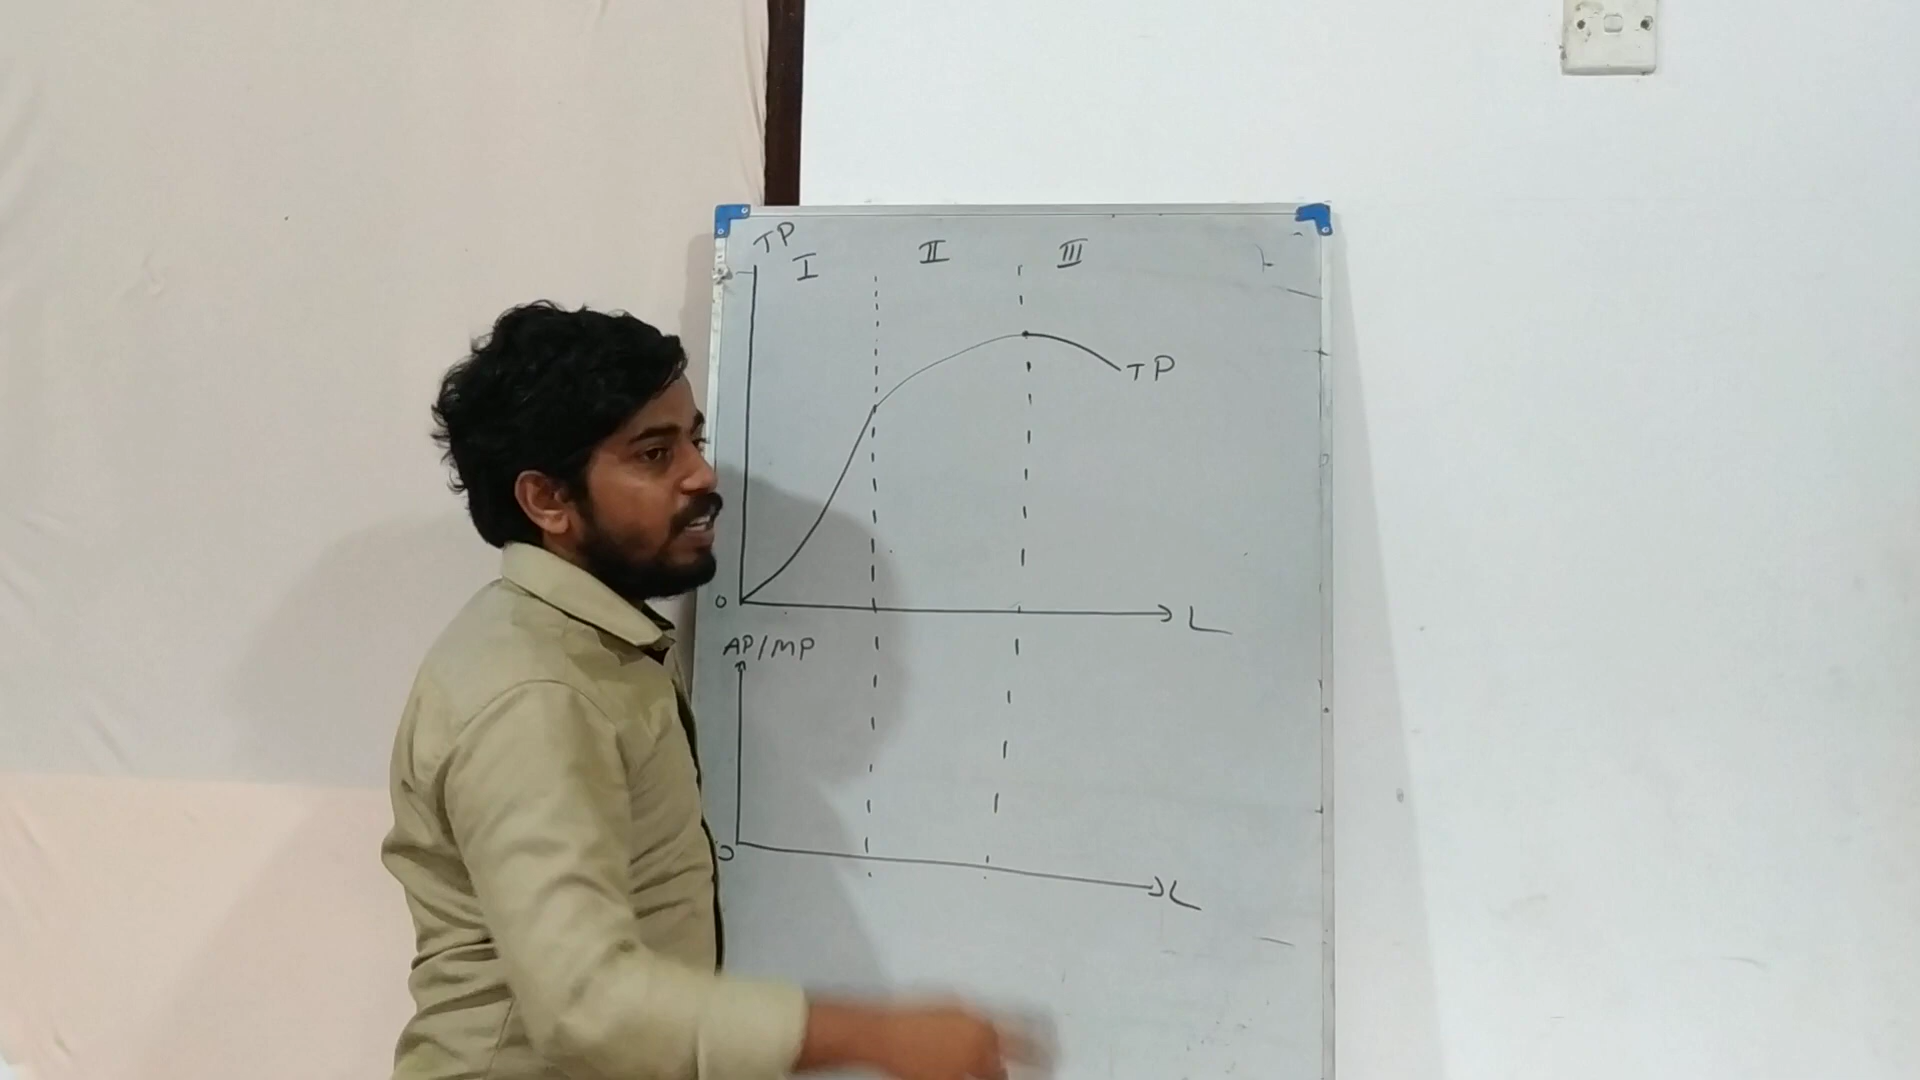 TP
I II III
TP
O L
AP/MP
O L